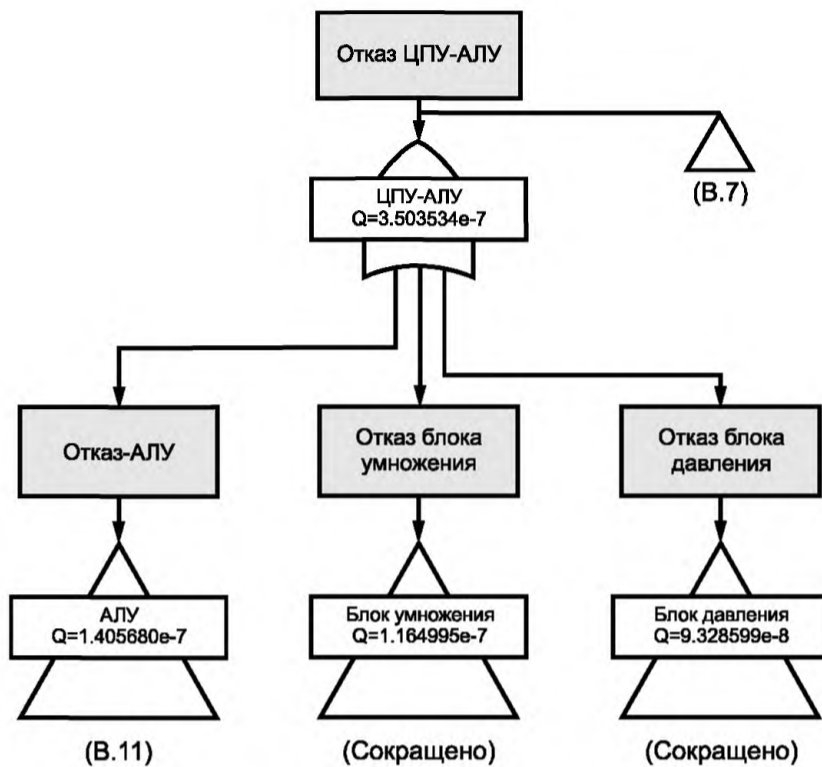 Отказ ЦПУ-АЛУ
(В.7)
ЦПУ-АЛУ
Q=3.503534e-7
Отказ-АЛУ
Отказ блока
умножения
Отказ блока
давления
АЛУ
Q=1.405680e-7
Блок умножения
Q=1.164995e-7
Блок давления
Q=9.328599e-8
(В.11)
(Сокращено)
(Сокращено)